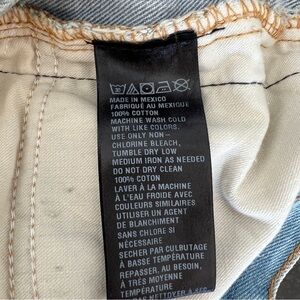 MADE IN MEXICO
FABRIQUÉ AU MEXIQUE
100% COTTON
MACHINE WASH COLD
WITH LIKE COLORS.
USE ONLY NON-
CHLORINE BLEACH,
TUMBLE DRY LOW
MEDIUM IRON AS NEEDED
DO NOT DRY CLEAN
100% COTON
LAVER À LA MACHINE
À L'EAU FROIDE AVEC
COULEURS SIMILAIRES
UTILISER UN AGENT
DE BLANCHIMENT
SANS CHLORE SI
NÉCESSAIRE
SECHER PAR CULBUTAGE
À BASSE TEMPÉRATURE
REPASSER, AU BESOIN,
À TRÈS MOYENNE
TEMPÉRATURE